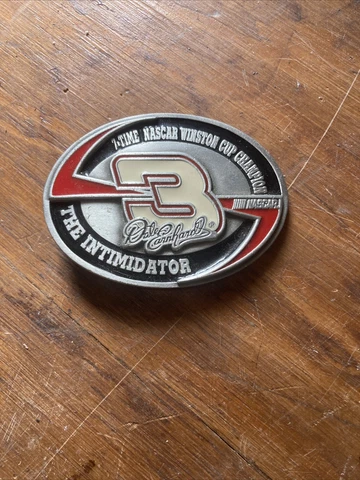 7-TIME NASCAR WINSTON CUP CHAMPION
3
NASCAR
Dale Earnhardt ®
THE INTIMIDATOR